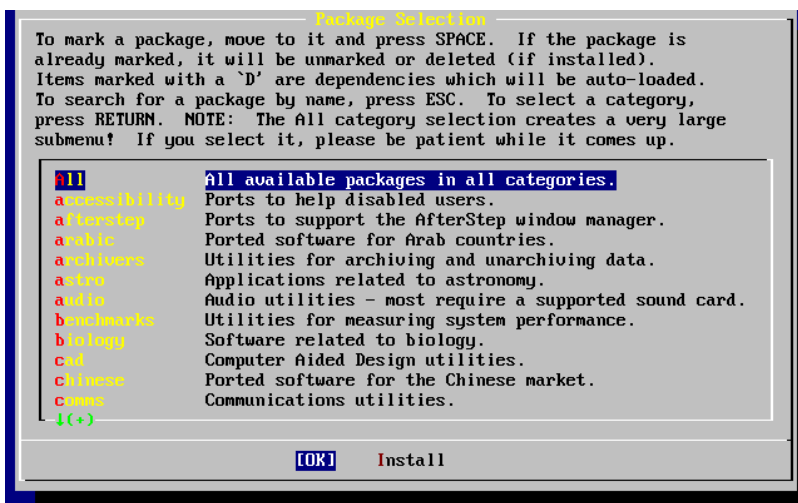 Package Selection
To mark a package, move to it and press SPACE.  If the package is
already marked, it will be unmarked or deleted (if installed).
Items marked with a `D' are dependencies which will be auto-loaded.
To search for a package by name, press ESC.  To select a category,
press RETURN.  NOTE:  The All category selection creates a very large
submenu!  If you select it, please be patient while it comes up.
All All available packages in all categories.
accessibility Ports to help disabled users.
afterstep Ports to support the AfterStep window manager.
arabic Ported software for Arab countries.
archivers Utilities for archiving and unarchiving data.
astro Applications related to astronomy.
audio Audio utilities - most require a supported sound card.
benchmarks Utilities for measuring system performance.
biology Software related to biology.
cad Computer Aided Design utilities.
chinese Ported software for the Chinese market.
comms Communications utilities.
↓(+)
[OK] Install